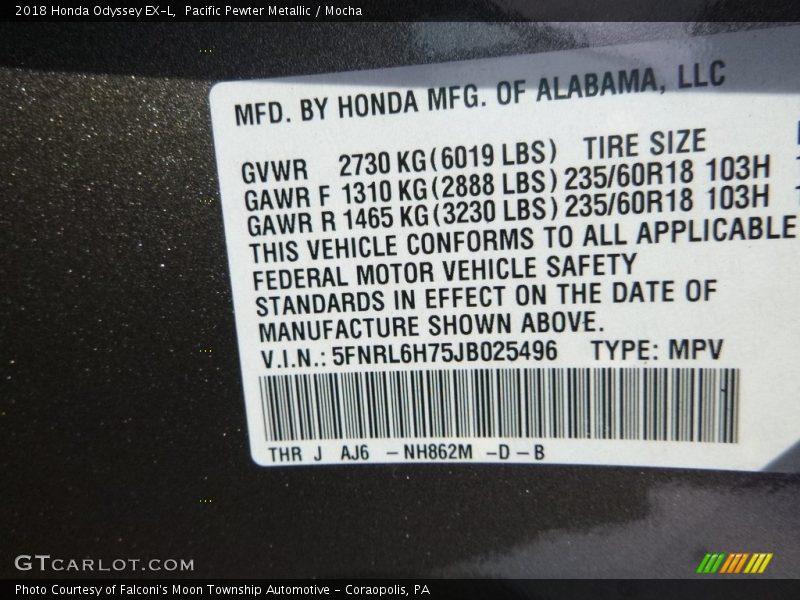 2018 Honda Odyssey EX-L, Pacific Pewter Metallic / Mocha
MFD. BY HONDA MFG. OF ALABAMA, LLC
GVWR 2730 KG(6019 LBS) TIRE SIZE
GAWR F 1310 KG(2888 LBS) 235/60R18 103H
GAWR R 1465 KG(3230 LBS) 235/60R18 103H
THIS VEHICLE CONFORMS TO ALL APPLICABLE
FEDERAL MOTOR VEHICLE SAFETY
STANDARDS IN EFFECT ON THE DATE OF
MANUFACTURE SHOWN ABOVE.
V.I.N.: 5FNRL6H75JB025496 TYPE: MPV
THR J AJ6 -NH862M -D-B
GTCARLOT.COM
Photo Courtesy of Falconi's Moon Township Automotive - Coraopolis, PA